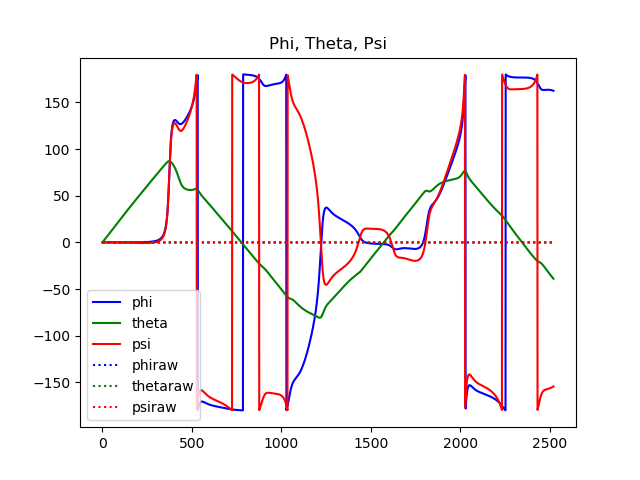 Phi, Theta, Psi
150
100
50
0
−50
−100
−150
phi
theta
psi
phiraw
thetaraw
psiraw
0 500 1000 1500 2000 2500